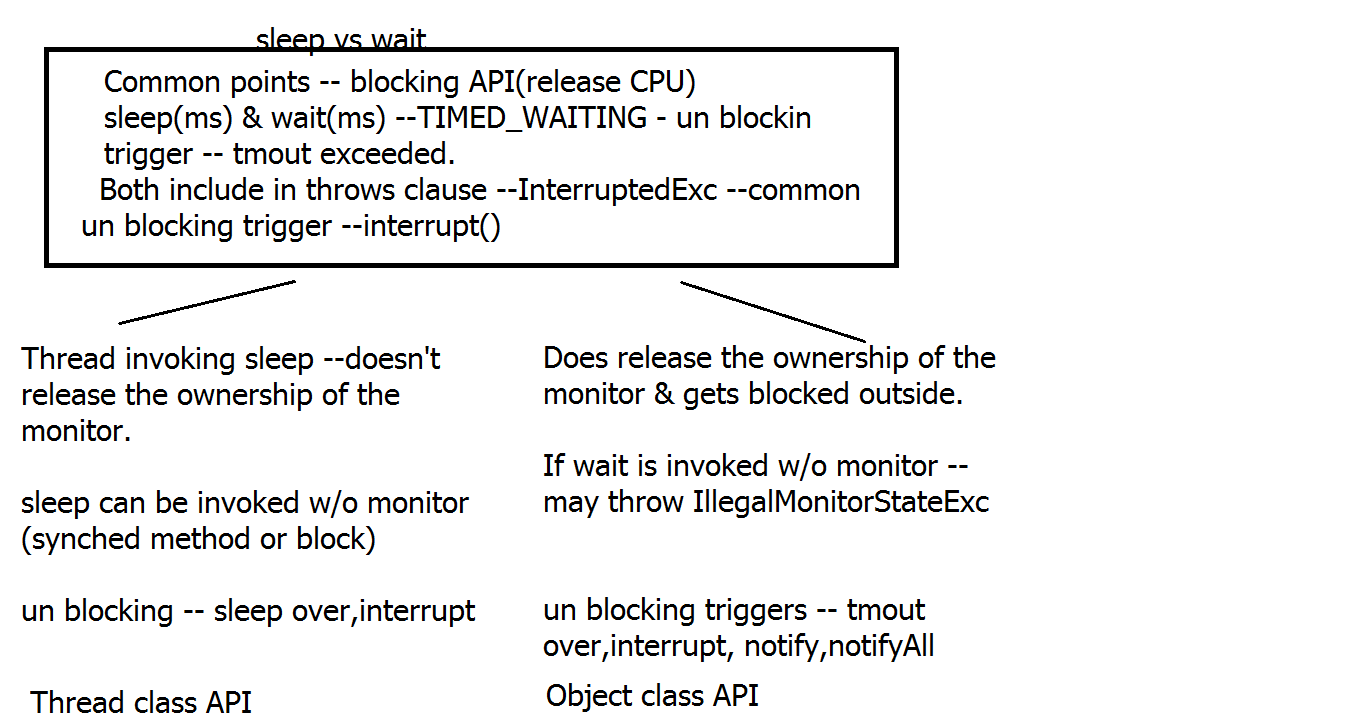 sleep vs wait
Common points -- blocking API(release CPU)
sleep(ms) & wait(ms) --TIMED_WAITING - un blockin
trigger -- tmout exceeded.
Both include in throws clause --InterruptedExc --common
un blocking trigger --interrupt()
Thread invoking sleep --doesn't
release the ownership of the
monitor.
sleep can be invoked w/o monitor
(synched method or block)
un blocking -- sleep over,interrupt
Thread class API
Does release the ownership of the
monitor & gets blocked outside.
If wait is invoked w/o monitor --
may throw IllegalMonitorStateExc
un blocking triggers -- tmout
over,interrupt, notify,notifyAll
Object class API